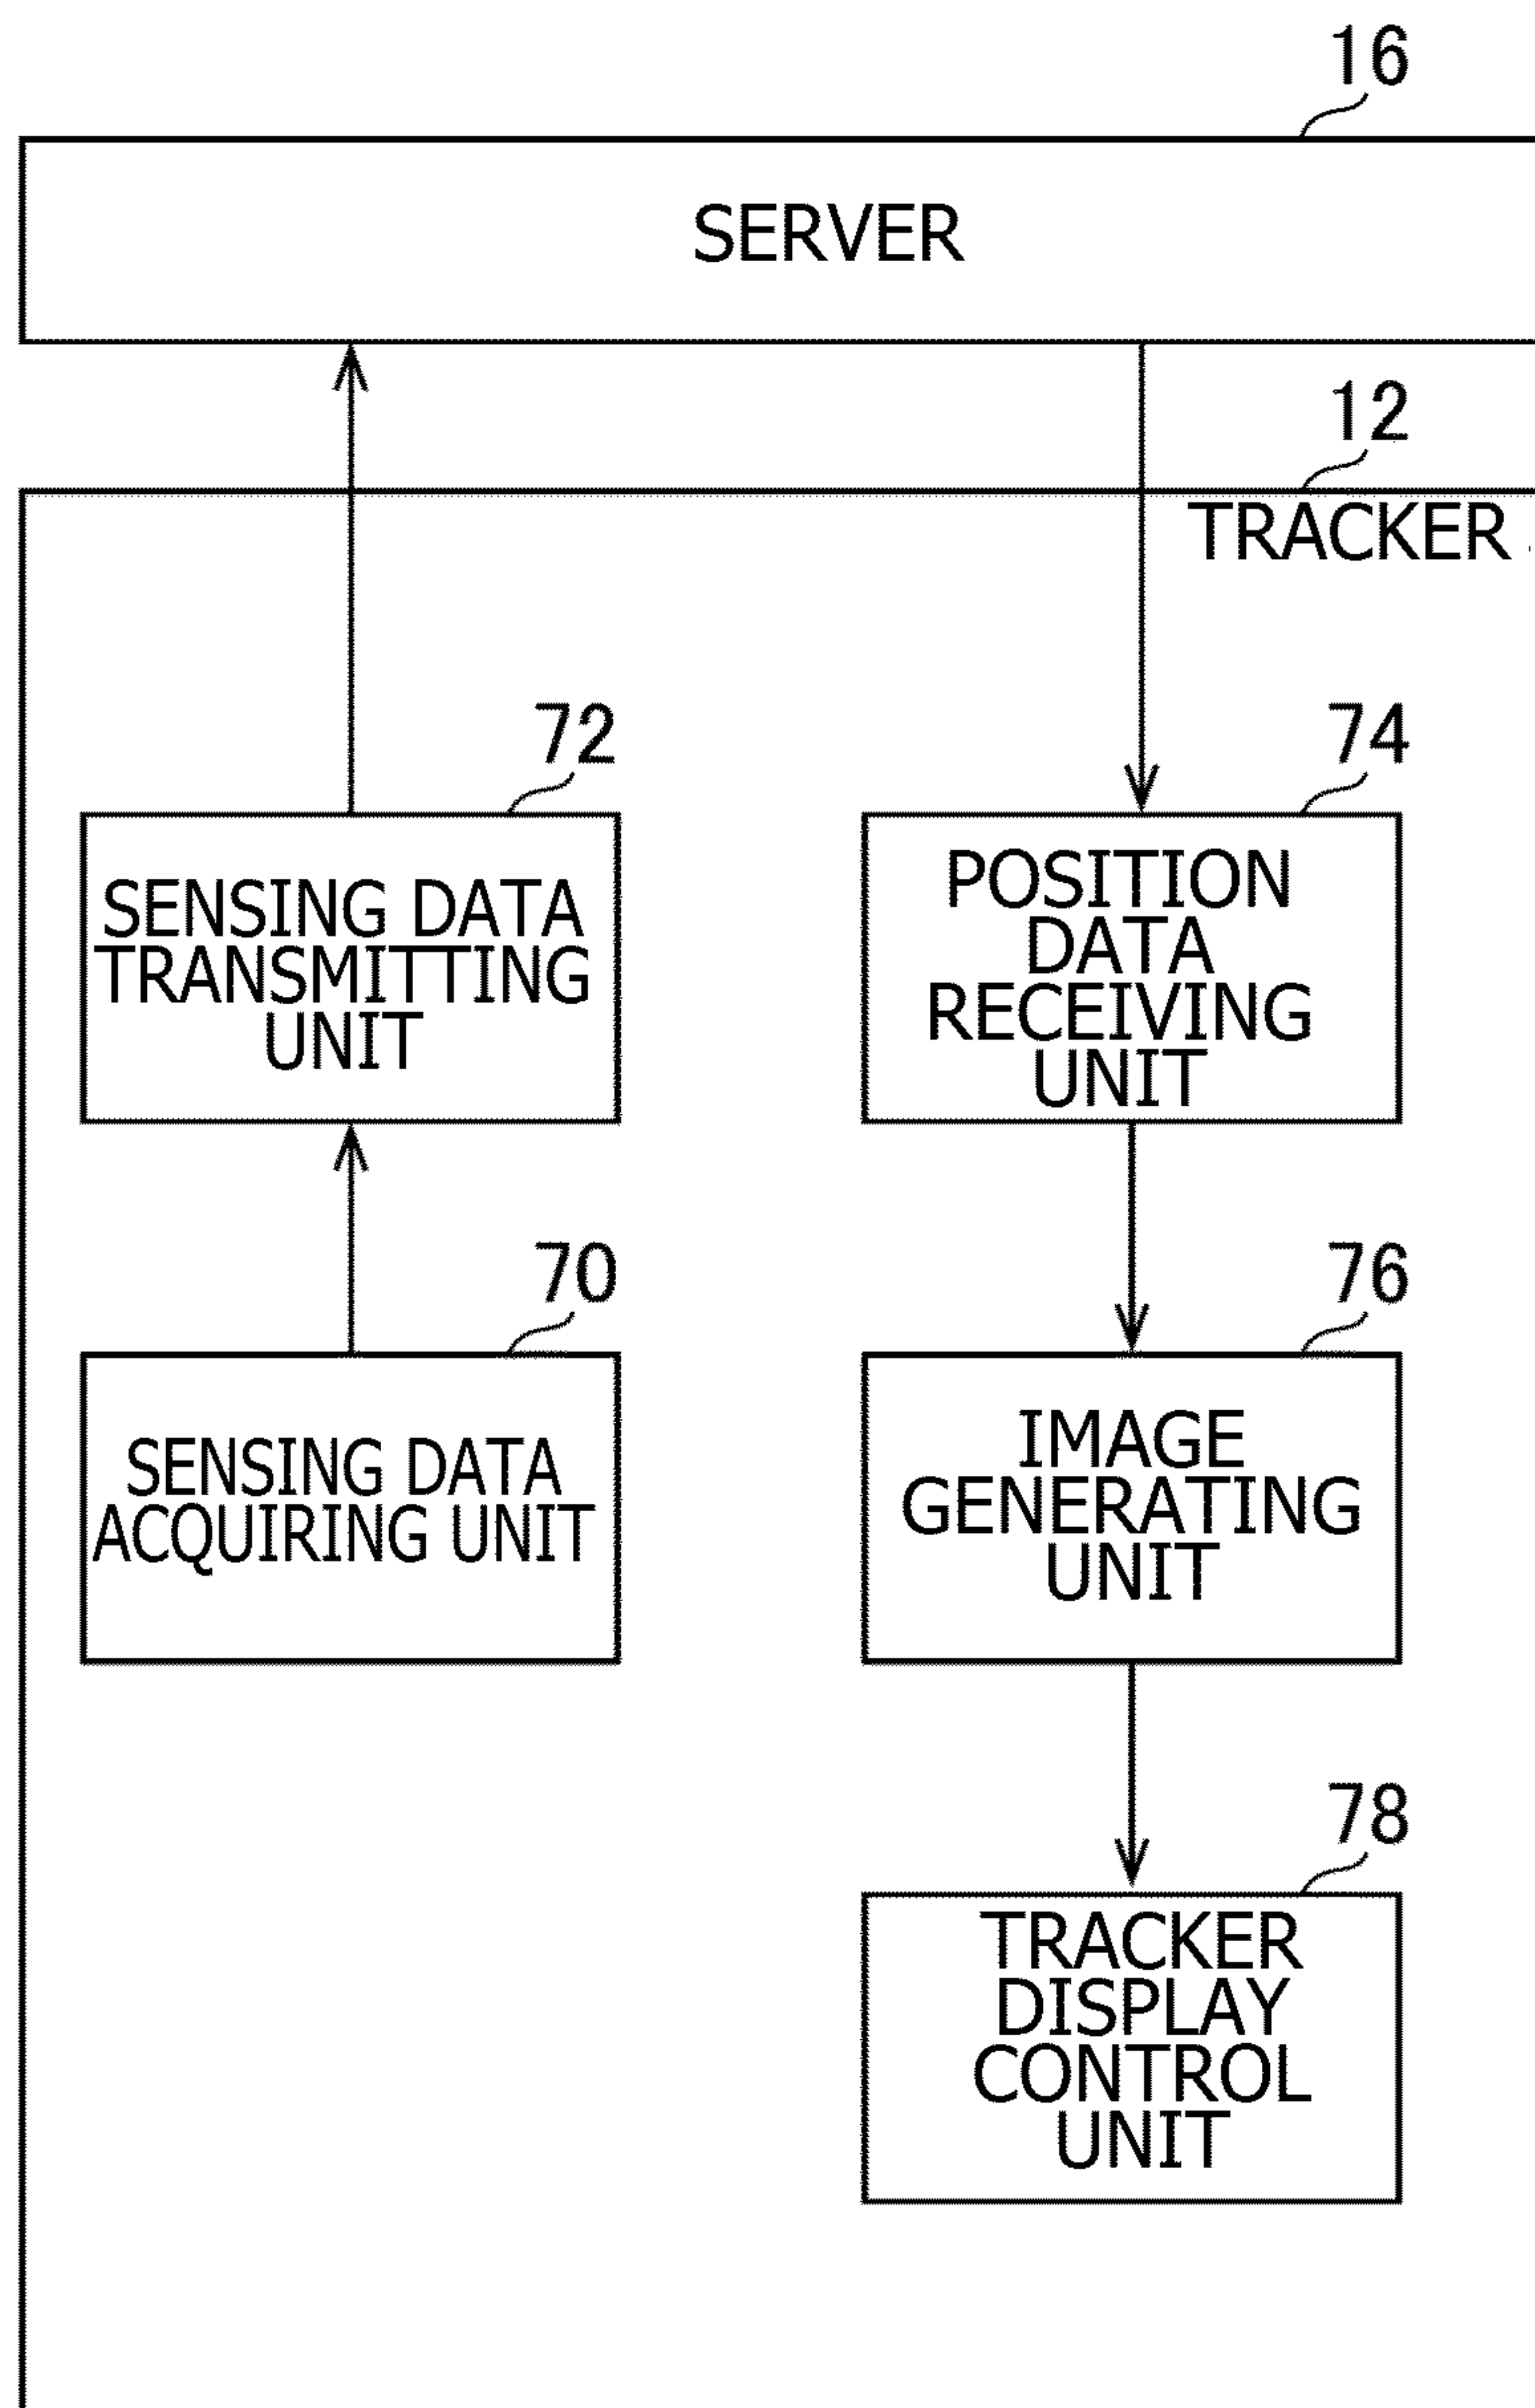 16
SERVER
12
TRACKER
72
SENSING DATA
TRANSMITTING
UNIT
74
POSITION
DATA
RECEIVING
UNIT
70
SENSING DATA
ACQUIRING UNIT
76
IMAGE
GENERATING
UNIT
78
TRACKER
DISPLAY
CONTROL
UNIT